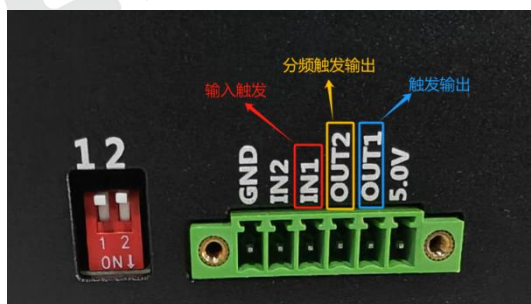 分频触发输出
输入触发
触发输出
1 2
GND
IN2
IN1
OUT2
OUT1
5.0V
1 2
ON↓